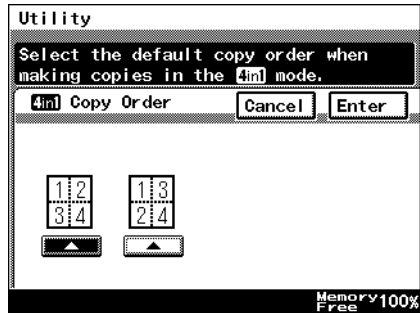 Utility
Select the default copy order when
making copies in the 4in1 mode.
4in1 Copy Order
Cancel
Enter
1 2 1 3
3 4 2 4
Memory Free 100%